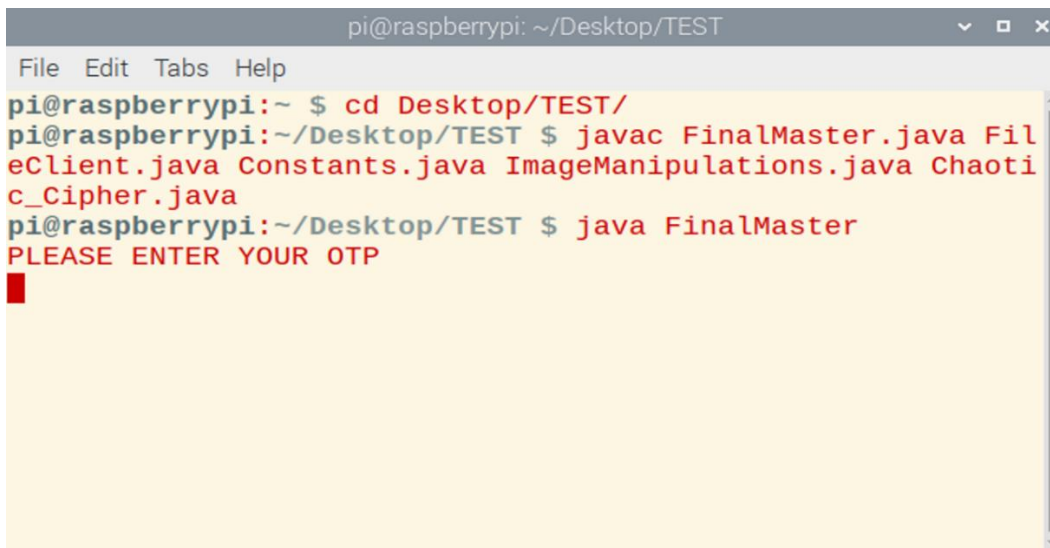 pi@raspberrypi: ~/Desktop/TEST
File Edit Tabs Help
pi@raspberrypi:~ $ cd Desktop/TEST/
pi@raspberrypi:~/Desktop/TEST $ javac FinalMaster.java Fil
eClient.java Constants.java ImageManipulations.java Chaoti
c_Cipher.java
pi@raspberrypi:~/Desktop/TEST $ java FinalMaster
PLEASE ENTER YOUR OTP